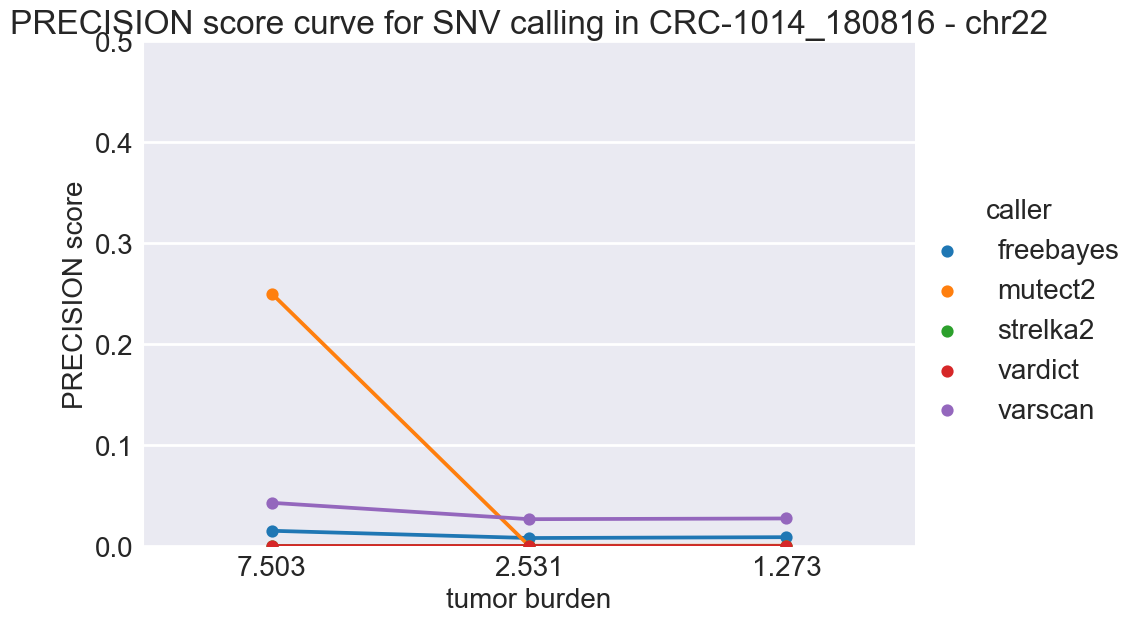 PRECISION score curve for SNV calling in CRC-1014_180816 - chr22
0.5
0.4
0.3
0.2
0.1
0.0
PRECISION score
7.503 2.531 1.273
tumor burden
caller
freebayes
mutect2
strelka2
vardict
varscan